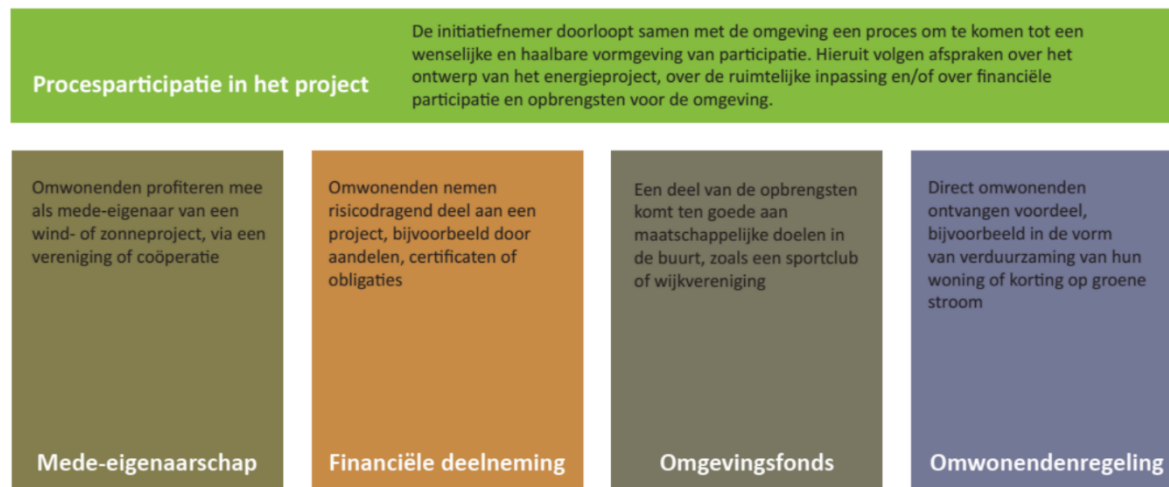 Procesparticipatie in het project
De initiatiefnemer doorloopt samen met de omgeving een proces om te komen tot een
wenselijke en haalbare vormgeving van participatie. Hieruit volgen afspraken over het
ontwerp van het energieproject, over de ruimtelijke inpassing en/of over financiële
participatie en opbrengsten voor de omgeving.
Omwonenden profiteren mee
als mede-eigenaar van een
wind- of zonneproject, via een
vereniging of coöperatie
Mede-eigenaarschap
Omwonenden nemen
risicodragend deel aan een
project, bijvoorbeeld door
aandelen, certificaten of
obligaties
Financiële deelneming
Een deel van de opbrengsten
komt ten goede aan
maatschappelijke doelen in
de buurt, zoals een sportclub
of wijkvereniging
Omgevingsfonds
Direct omwonenden
ontvangen voordeel,
bijvoorbeeld in de vorm
van verduurzaming van hun
woning of korting op groene
stroom
Omwonendenregeling